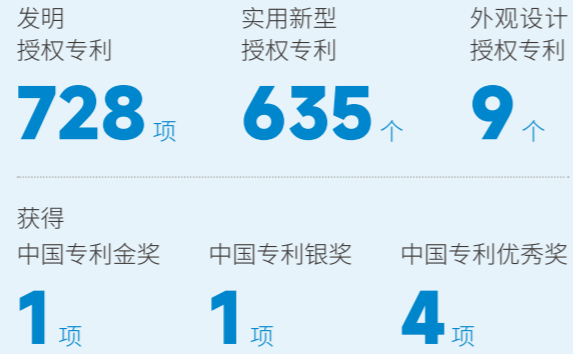 发明 实用新型 外观设计
授权专利 授权专利 授权专利
728 项 635 个 9 个
获得
中国专利金奖 中国专利银奖 中国专利优秀奖
1 项 1 项 4 项